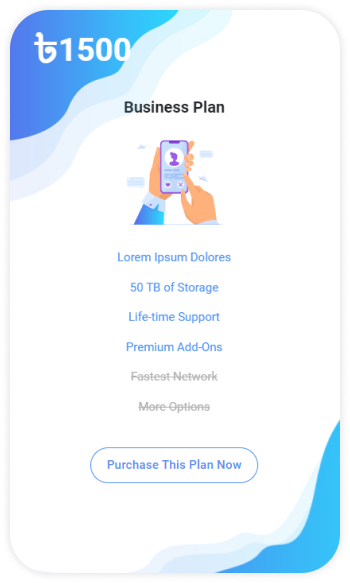 ৳1500
Business Plan
Lorem Ipsum Dolores
50 TB of Storage
Life-time Support
Premium Add-Ons
Fastest Network
More Options
Purchase This Plan Now